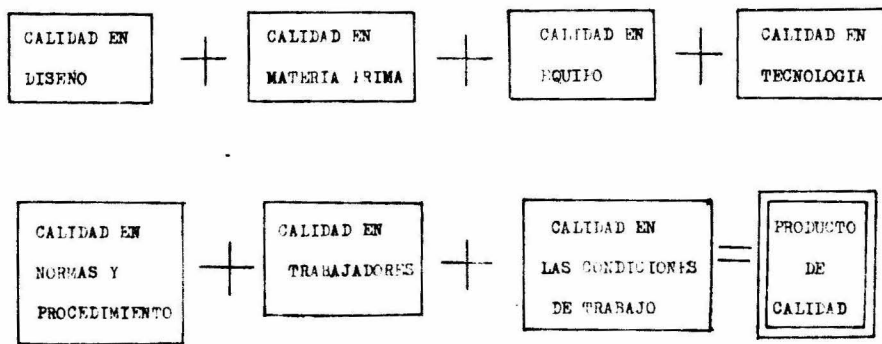 CALIDAD EN
DISEÑO
+
CALIDAD EN
MATERIA PRIMA
+
CALIDAD EN
EQUIPO
+
CALIDAD EN
TECNOLOGIA
CALIDAD EN
NORMAS Y
PROCEDIMIENTO
+
CALIDAD EN
TRABAJADORES
+
CALIDAD EN
LAS CONDICIONES
DE TRABAJO
=
PRODUCTO
DE
CALIDAD